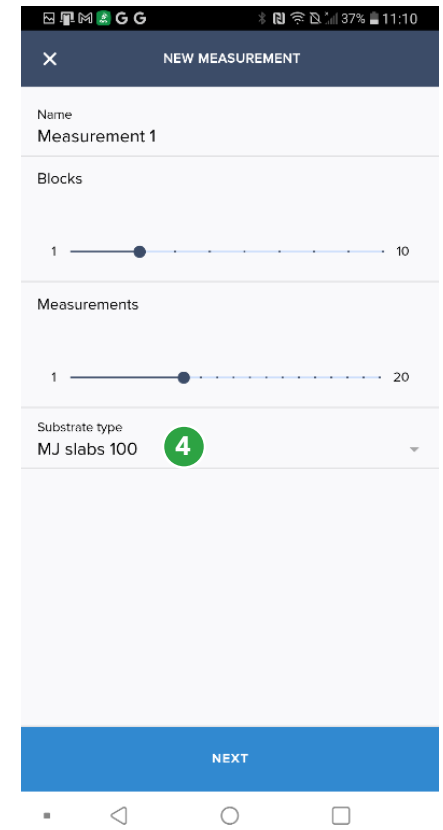 G G 37% 11:10
NEW MEASUREMENT
Name
Measurement 1
Blocks
1 10
Measurements
1 20
Substrate type
MJ slabs 100 4
NEXT